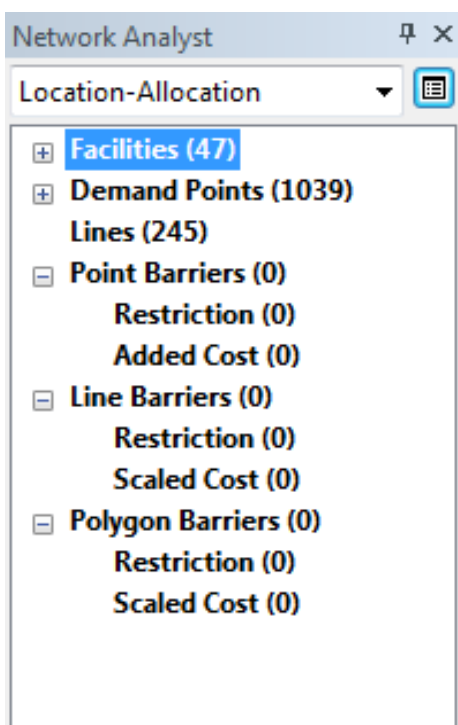 Network Analyst
Location-Allocation
Facilities (47)
Demand Points (1039)
Lines (245)
Point Barriers (0)
Restriction (0)
Added Cost (0)
Line Barriers (0)
Restriction (0)
Scaled Cost (0)
Polygon Barriers (0)
Restriction (0)
Scaled Cost (0)